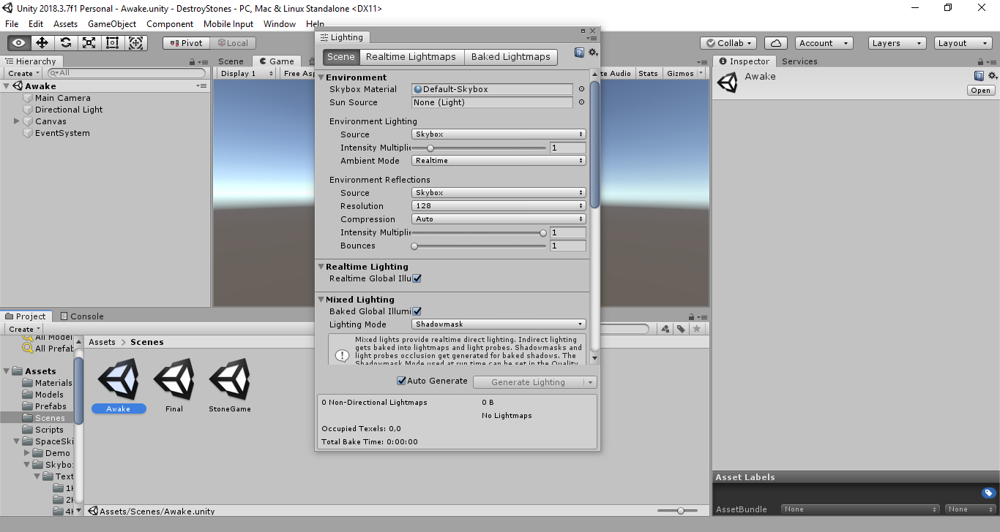 Unity 2018.3.7f1 Personal - Awake.unity - DestroyStones - PC, Mac & Linux Standalone <DX11>
File Edit Assets GameObject Component Mobile Input Window Help
Pivot Local Collab Account Layers Layout
Hierarchy
Create All
Awake
Main Camera
Directional Light
Canvas
EventSystem
Scene Game
Display 1 Free Asp
te Audio Stats Gizmos
Lighting
Scene Realtime Lightmaps Baked Lightmaps
Environment
Skybox Material Default-Skybox
Sun Source None (Light)
Environment Lighting
Source Skybox
Intensity Multiplie 1
Ambient Mode Realtime
Environment Reflections
Source Skybox
Resolution 128
Compression Auto
Intensity Multiplie 1
Bounces 1
Realtime Lighting
Realtime Global Illu
Mixed Lighting
Baked Global Illumi
Lighting Mode Shadowmask
Mixed lights provide realtime direct lighting. Indirect lighting
gets baked into lightmaps and light probes. Shadowmasks and
light probes occlusion get generated for baked shadows. The
Shadowmask Mode used at run time can be set in the Quality
Auto Generate Generate Lighting
0 Non-Directional Lightmaps 0 B
No Lightmaps
Occupied Texels: 0,0
Total Bake Time: 0:00:00
Inspector Services
Awake
Open
Asset Labels
AssetBundle None None
Project Console
Create
All Model
All Prefab
Assets
Materials
Models
Prefabs
Scenes
Scripts
SpaceSki
Demo
Skybo
Text
1K
2K
4K
Assets > Scenes
Awake Final StoneGame
Assets/Scenes/Awake.unity